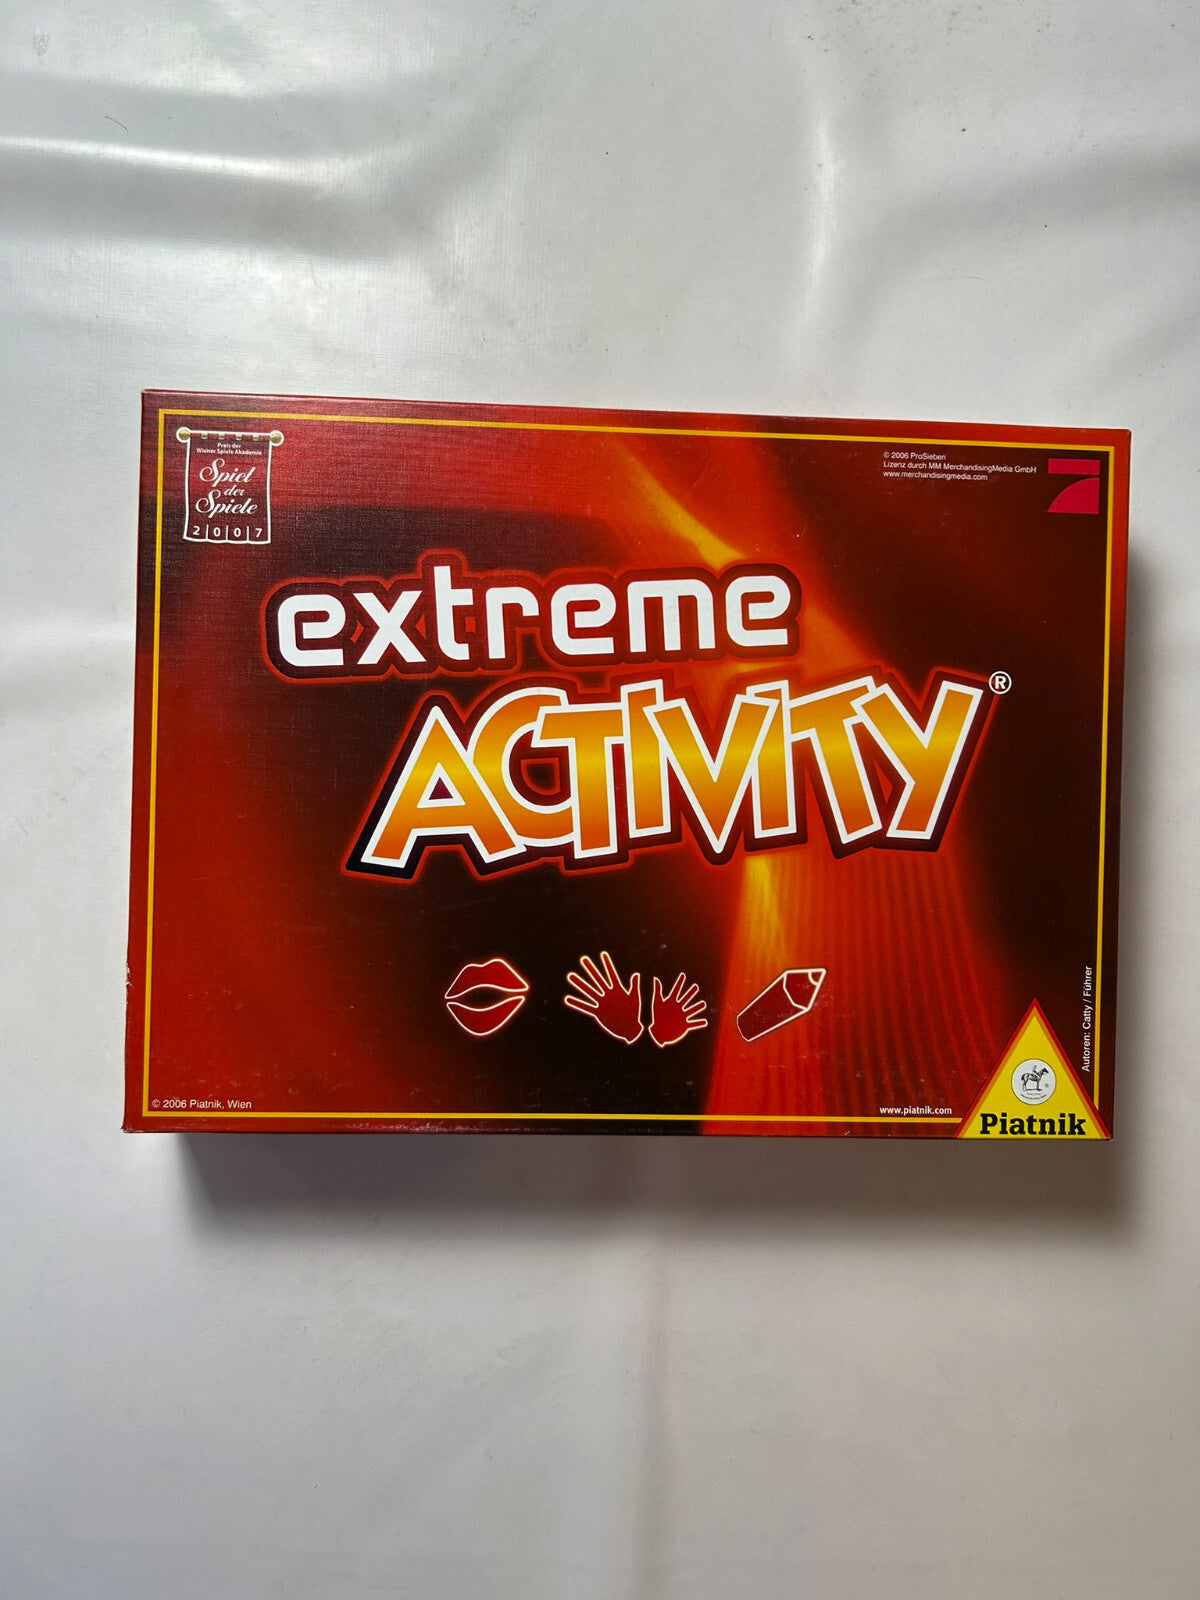 Preis der
Wiener Spiele Akademie
Spiel
der
Spiele
2007
© 2006 ProSieben
Lizenz durch MM MerchandisingMedia GmbH
www.merchandisingmedia.com
extreme
ACTIVITY®
Autoren: Catty / Führer
© 2006 Piatnik, Wien
www.piatnik.com
Piatnik